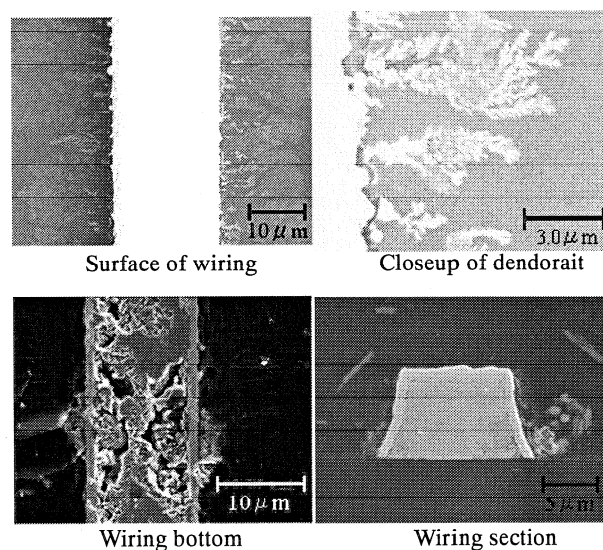 10 μm
3.0 μm
Surface of wiring
Closeup of dendorait
10 μm
5 μm
Wiring bottom
Wiring section